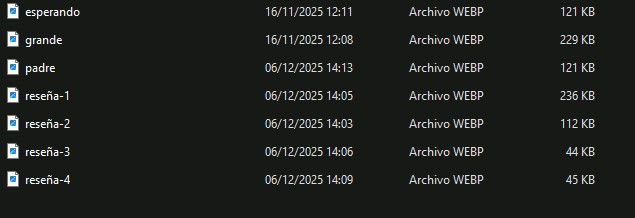 esperando 16/11/2025 12:11 Archivo WEBP 121 KB
grande 16/11/2025 12:08 Archivo WEBP 229 KB
padre 06/12/2025 14:13 Archivo WEBP 121 KB
reseña-1 06/12/2025 14:05 Archivo WEBP 236 KB
reseña-2 06/12/2025 14:03 Archivo WEBP 112 KB
reseña-3 06/12/2025 14:06 Archivo WEBP 44 KB
reseña-4 06/12/2025 14:09 Archivo WEBP 45 KB